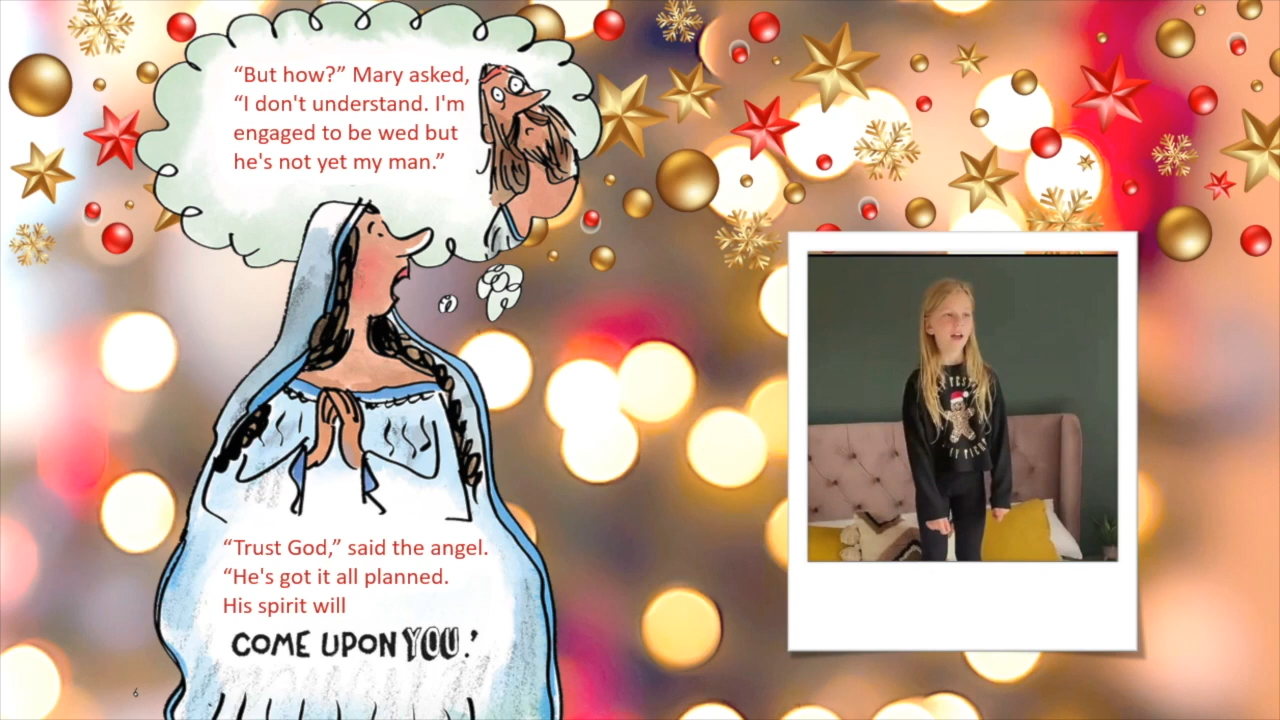 “But how?” Mary asked,
“I don't understand. I'm
engaged to be wed but
he's not yet my man.”
“Trust God,” said the angel.
“He's got it all planned.
His spirit will
COME UPON YOU.’
6